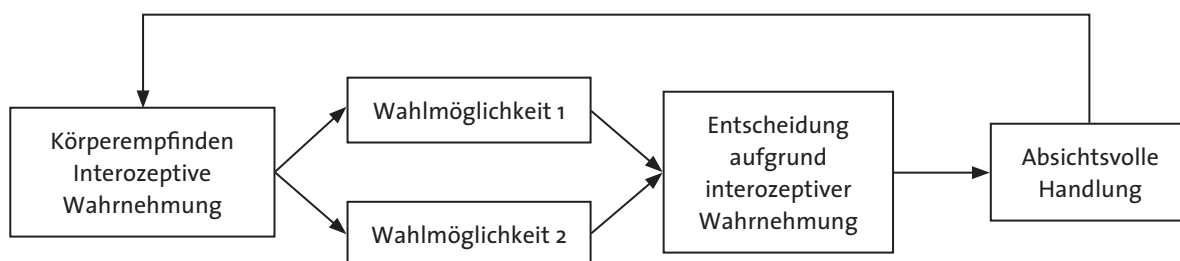 Körperempfinden
Interozeptive
Wahrnehmung
Wahlmöglichkeit 1
Wahlmöglichkeit 2
Entscheidung
aufgrund
interozeptiver
Wahrnehmung
Absichtsvolle
Handlung